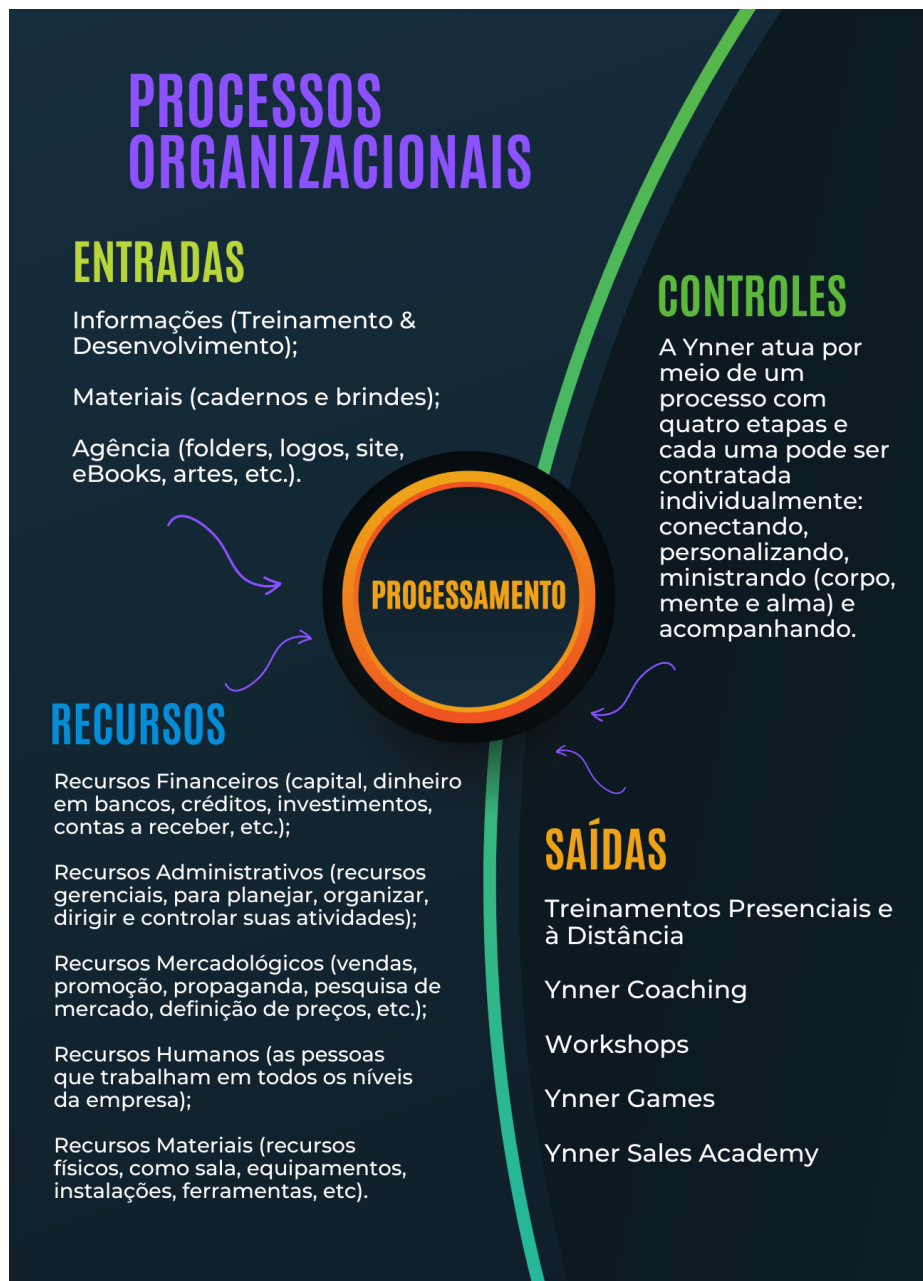 PROCESSOS
ORGANIZACIONAIS
ENTRADAS
Informações (Treinamento &
Desenvolvimento);
Materiais (cadernos e brindes);
Agência (folders, logos, site,
eBooks, artes, etc.).
CONTROLES
A Ynner atua por
meio de um
processo com
quatro etapas e
cada uma pode ser
contratada
individualmente:
conectando,
personalizando,
ministrando (corpo,
mente e alma) e
acompanhando.
PROCESSAMENTO
RECURSOS
Recursos Financeiros (capital, dinheiro
em bancos, créditos, investimentos,
contas a receber, etc.);
Recursos Administrativos (recursos
gerenciais, para planejar, organizar,
dirigir e controlar suas atividades);
Recursos Mercadológicos (vendas,
promoção, propaganda, pesquisa de
mercado, definição de preços, etc.);
Recursos Humanos (as pessoas
que trabalham em todos os níveis
da empresa);
Recursos Materiais (recursos
físicos, como sala, equipamentos,
instalações, ferramentas, etc).
SAÍDAS
Treinamentos Presenciais e
à Distância
Ynner Coaching
Workshops
Ynner Games
Ynner Sales Academy